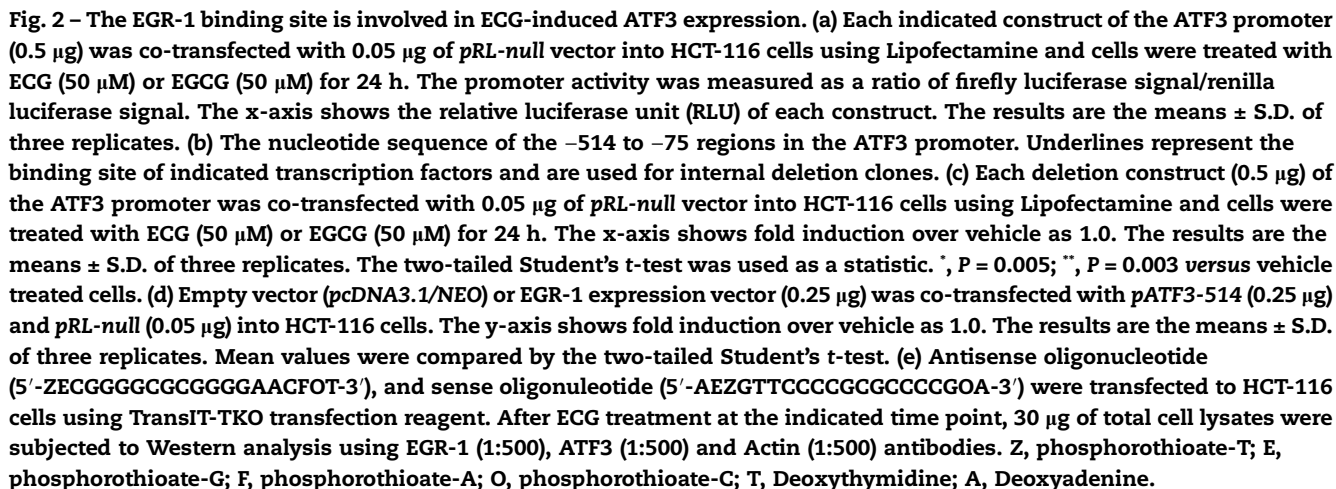 Fig. 2 – The EGR-1 binding site is involved in ECG-induced ATF3 expression. (a) Each indicated construct of the ATF3 promoter
(0.5 μg) was co-transfected with 0.05 μg of pRL-null vector into HCT-116 cells using Lipofectamine and cells were treated with
ECG (50 μM) or EGCG (50 μM) for 24 h. The promoter activity was measured as a ratio of firefly luciferase signal/renilla
luciferase signal. The x-axis shows the relative luciferase unit (RLU) of each construct. The results are the means ± S.D. of
three replicates. (b) The nucleotide sequence of the −514 to −75 regions in the ATF3 promoter. Underlines represent the
binding site of indicated transcription factors and are used for internal deletion clones. (c) Each deletion construct (0.5 μg) of
the ATF3 promoter was co-transfected with 0.05 μg of pRL-null vector into HCT-116 cells using Lipofectamine and cells were
treated with ECG (50 μM) or EGCG (50 μM) for 24 h. The x-axis shows fold induction over vehicle as 1.0. The results are the
means ± S.D. of three replicates. The two-tailed Student's t-test was used as a statistic. *, P = 0.005; **, P = 0.003 versus vehicle
treated cells. (d) Empty vector (pcDNA3.1/NEO) or EGR-1 expression vector (0.25 μg) was co-transfected with pATF3-514 (0.25 μg)
and pRL-null (0.05 μg) into HCT-116 cells. The y-axis shows fold induction over vehicle as 1.0. The results are the means ± S.D.
of three replicates. Mean values were compared by the two-tailed Student's t-test. (e) Antisense oligonucleotide
(5′-ZECGGGGCGCGGGGAACFOT-3′), and sense oligonuleotide (5′-AEZGTTCCCCGCGCCCCGOA-3′) were transfected to HCT-116
cells using TransIT-TKO transfection reagent. After ECG treatment at the indicated time point, 30 μg of total cell lysates were
subjected to Western analysis using EGR-1 (1:500), ATF3 (1:500) and Actin (1:500) antibodies. Z, phosphorothioate-T; E,
phosphorothioate-G; F, phosphorothioate-A; O, phosphorothioate-C; T, Deoxythymidine; A, Deoxyadenine.